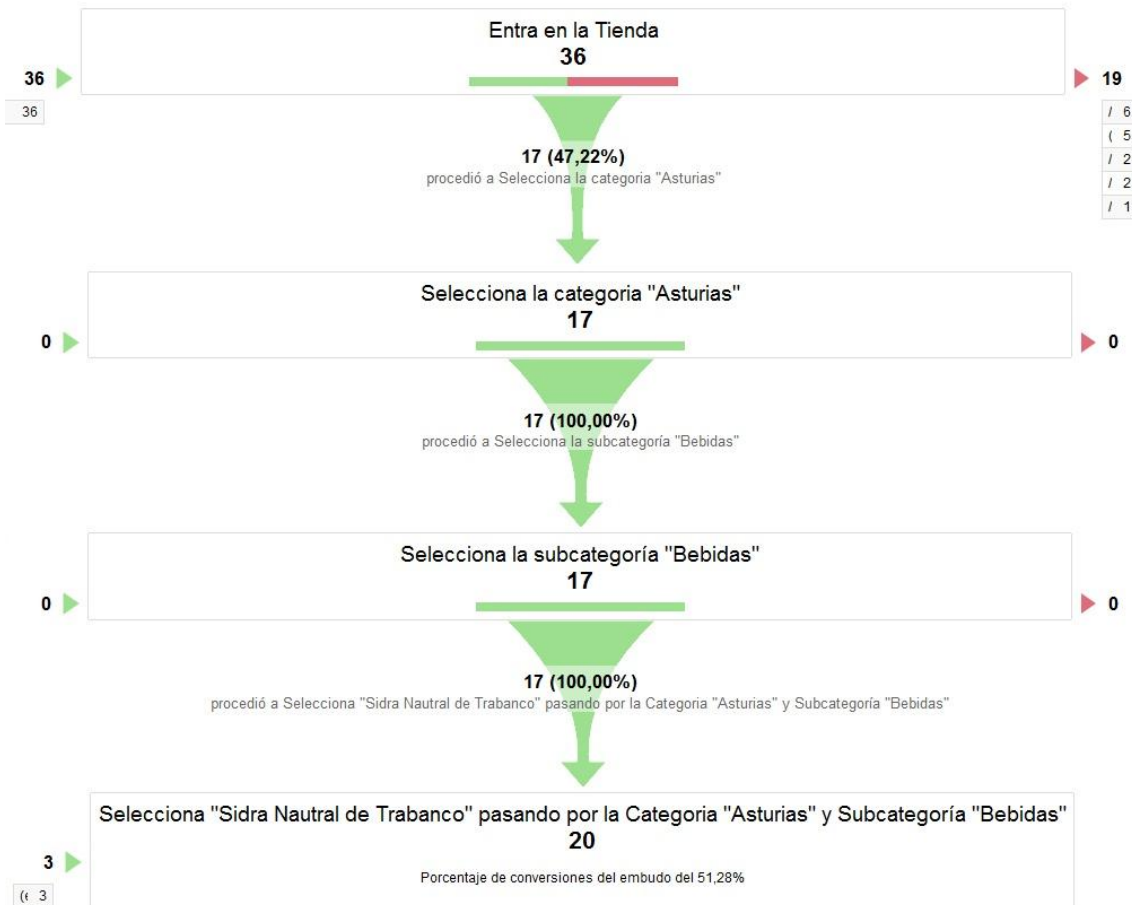 Entra en la Tienda
36
36
36
19
/ 6
( 5
/ 2
/ 2
/ 1
17 (47,22%)
procedió a Selecciona la categoria "Asturias"
Selecciona la categoria "Asturias"
17
0
0
17 (100,00%)
procedió a Selecciona la subcategoría "Bebidas"
Selecciona la subcategoría "Bebidas"
17
0
0
17 (100,00%)
procedió a Selecciona "Sidra Nautral de Trabanco" pasando por la Categoria "Asturias" y Subcategoría "Bebidas"
Selecciona "Sidra Nautral de Trabanco" pasando por la Categoria "Asturias" y Subcategoría "Bebidas"
20
3
(e 3
Porcentaje de conversiones del embudo del 51,28%